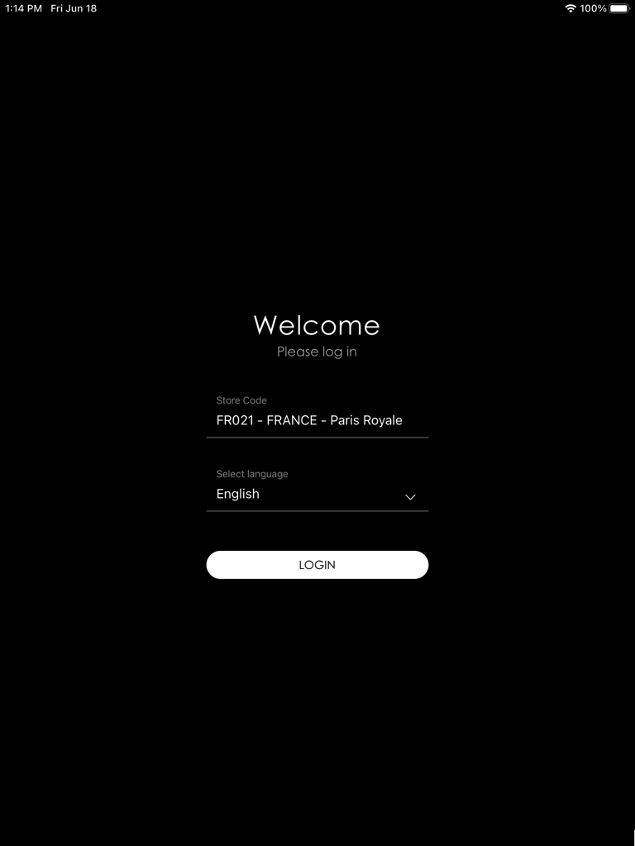 1:14 PM Fri Jun 18 100%
Welcome
Please log in
Store Code
FR021 - FRANCE - Paris Royale
Select language
English
LOGIN